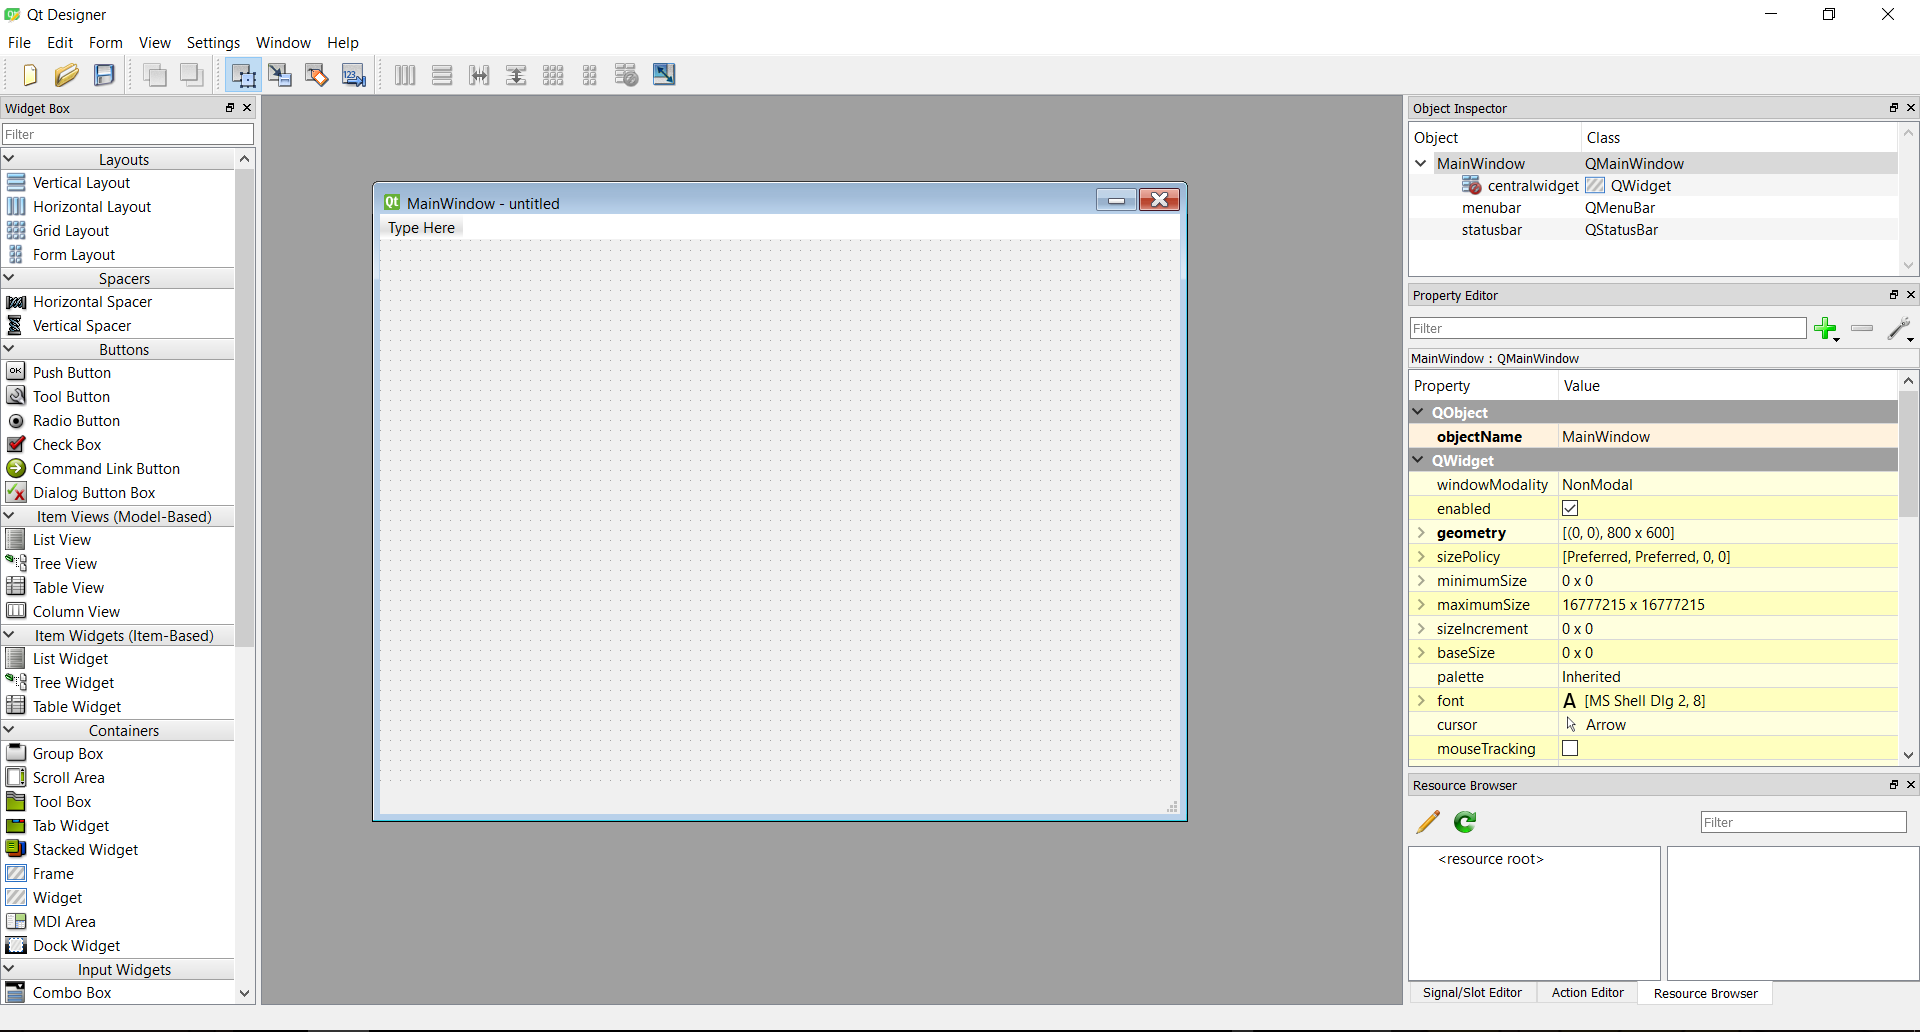 Qt Designer
File Edit Form View Settings Window Help
Widget Box
Filter
Layouts
Vertical Layout
Horizontal Layout
Grid Layout
Form Layout
Spacers
Horizontal Spacer
Vertical Spacer
Buttons
OK Push Button
Tool Button
Radio Button
Check Box
Command Link Button
Dialog Button Box
Item Views (Model-Based)
List View
Tree View
Table View
Column View
Item Widgets (Item-Based)
List Widget
Tree Widget
Table Widget
Containers
Group Box
Scroll Area
Tool Box
Tab Widget
Stacked Widget
Frame
Widget
MDI Area
Dock Widget
Input Widgets
Combo Box
123
Qt MainWindow - untitled
Type Here
Object Inspector
Object Class
MainWindow QMainWindow
centralwidget QWidget
menubar QMenuBar
statusbar QStatusBar
Property Editor
Filter
MainWindow : QMainWindow
Property Value
QObject
objectName MainWindow
QWidget
windowModality NonModal
enabled
geometry [(0, 0), 800 x 600]
sizePolicy [Preferred, Preferred, 0, 0]
minimumSize 0 x 0
maximumSize 16777215 x 16777215
sizeIncrement 0 x 0
baseSize 0 x 0
palette Inherited
font A [MS Shell Dlg 2, 8]
cursor Arrow
mouseTracking
Resource Browser
Filter
<resource root>
Signal/Slot Editor Action Editor Resource Browser